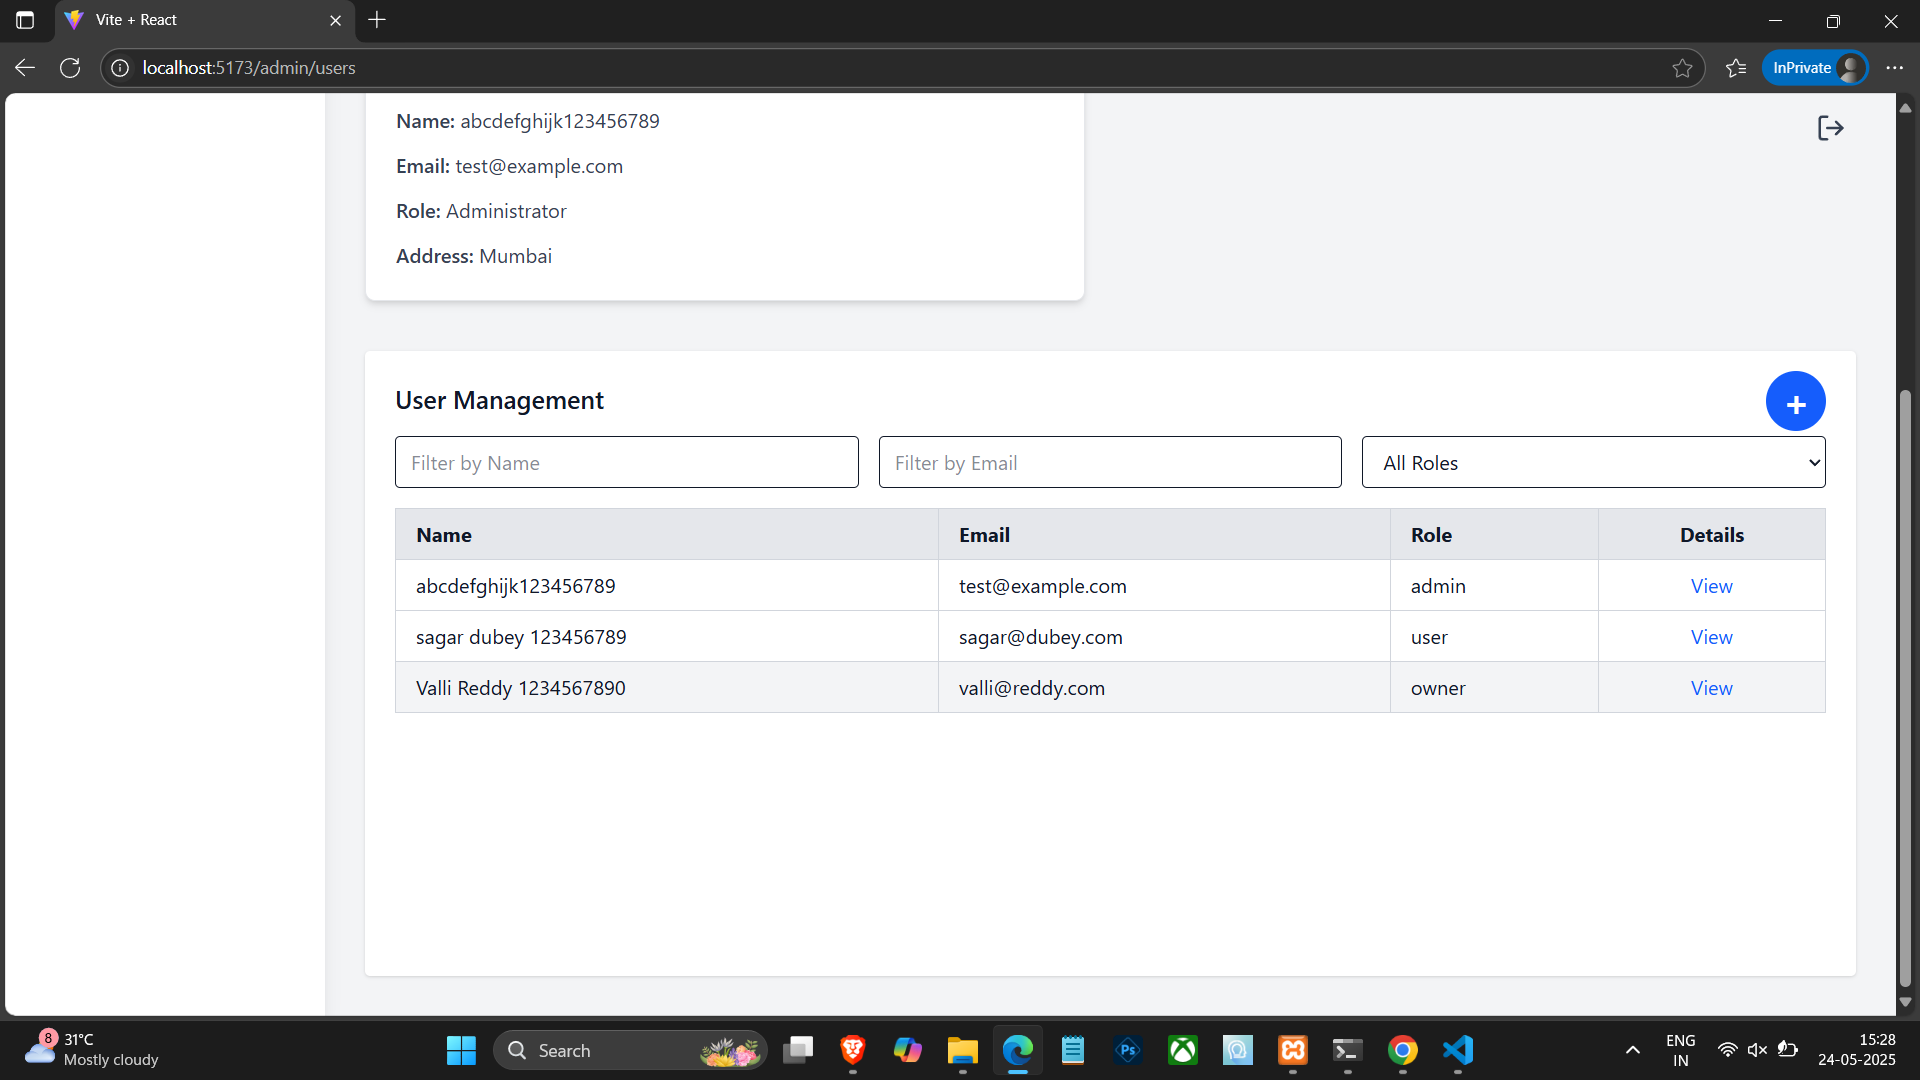 Vite + React
localhost:5173/admin/users
InPrivate
Name: abcdefghijk123456789
Email: test@example.com
Role: Administrator
Address: Mumbai
User Management
+
Filter by Name
Filter by Email
All Roles
Name Email Role Details
abcdefghijk123456789 test@example.com admin View
sagar dubey 123456789 sagar@dubey.com user View
Valli Reddy 1234567890 valli@reddy.com owner View
8
31°C
Mostly cloudy
Search
Ps
ENG
IN
15:28
24-05-2025